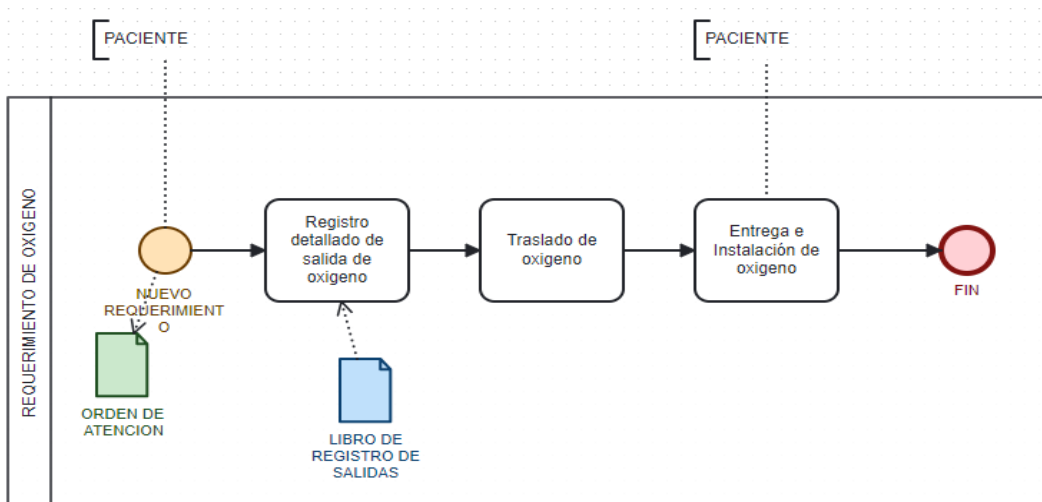 PACIENTE
PACIENTE
REQUERIMIENTO DE OXIGENO
Registro
detallado de
salida de
oxigeno
Traslado de
oxigeno
Entrega e
Instalación de
oxigeno
NUEVO
REQUERIMIENT
O
FIN
ORDEN DE
ATENCION
LIBRO DE
REGISTRO DE
SALIDAS